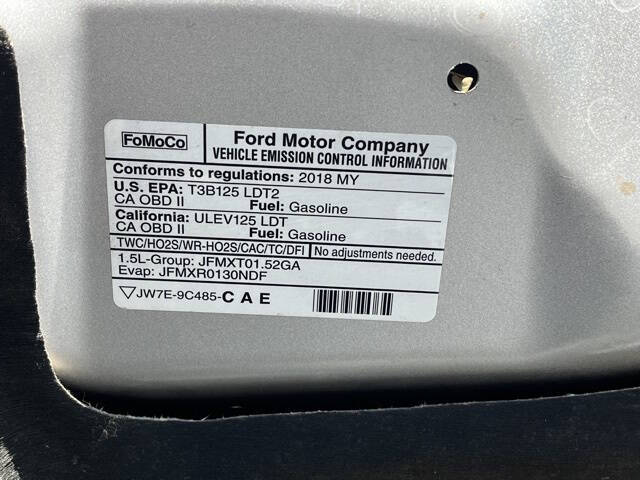 FoMoCo
Ford Motor Company
VEHICLE EMISSION CONTROL INFORMATION
Conforms to regulations: 2018 MY
U.S. EPA: T3B125 LDT2
CA OBD II Fuel: Gasoline
California: ULEV125 LDT
CA OBD II Fuel: Gasoline
TWC/HO2S/WR-HO2S/CAC/TC/DFI No adjustments needed.
1.5L-Group: JFMXT01.52GA
Evap: JFMXR0130NDF
JW7E-9C485-C A E